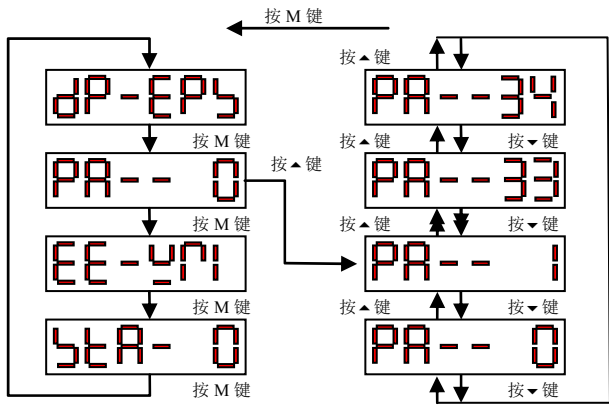 按 M 键
按▲键
dP-EPS
PA--34
按 M 键
按▲键
按▼键
PA-- 0
按▲键
PA--33
按 M 键
按▲键
按▼键
EE-
PA-- 1
按 M 键
按▲键
按▼键
StA- 0
PA-- 0
按 M 键
按▼键